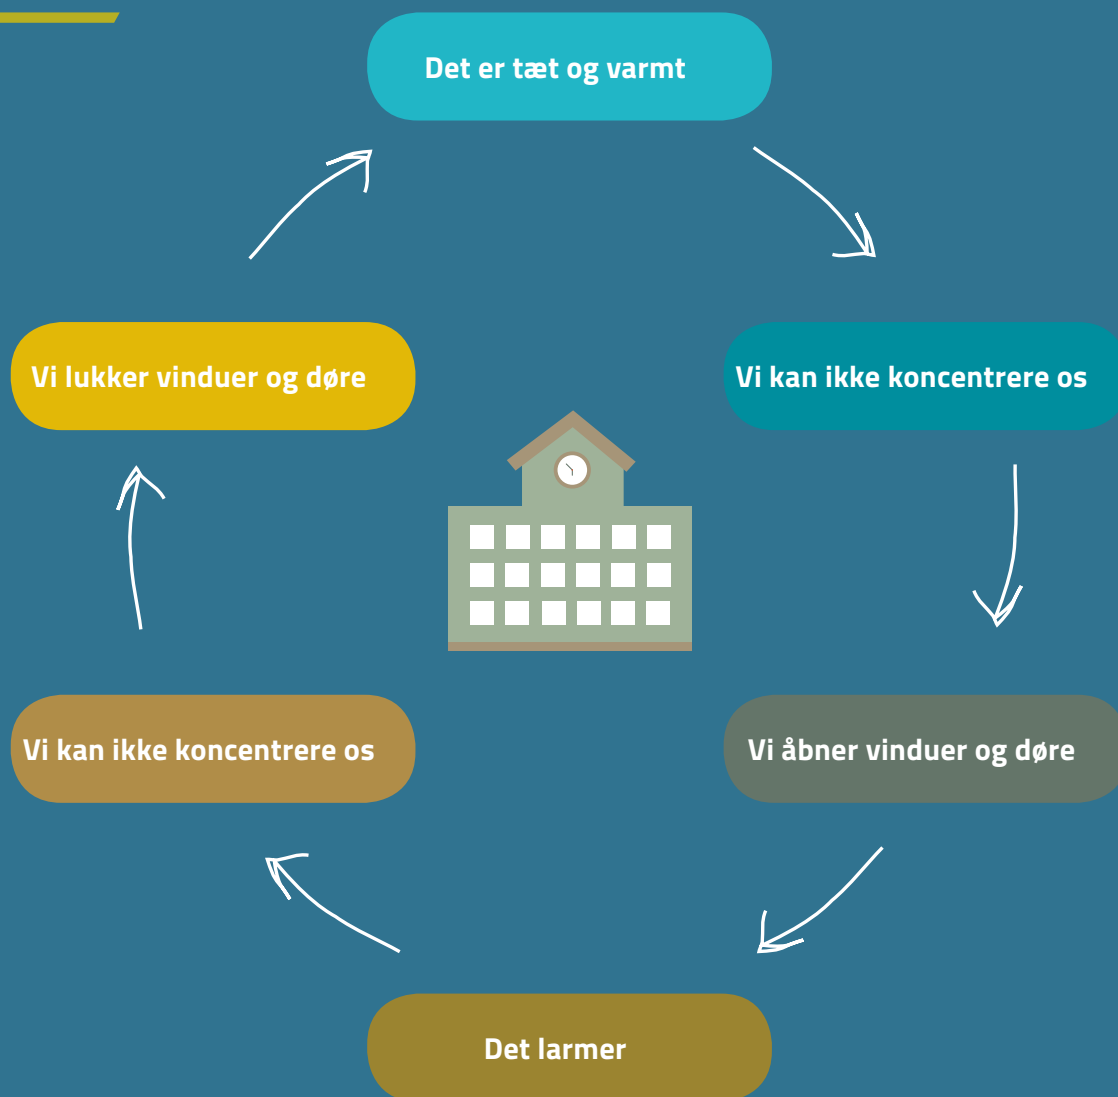 Det er tæt og varmt
Vi kan ikke koncentrere os
Vi åbner vinduer og døre
Det larmer
Vi kan ikke koncentrere os
Vi lukker vinduer og døre